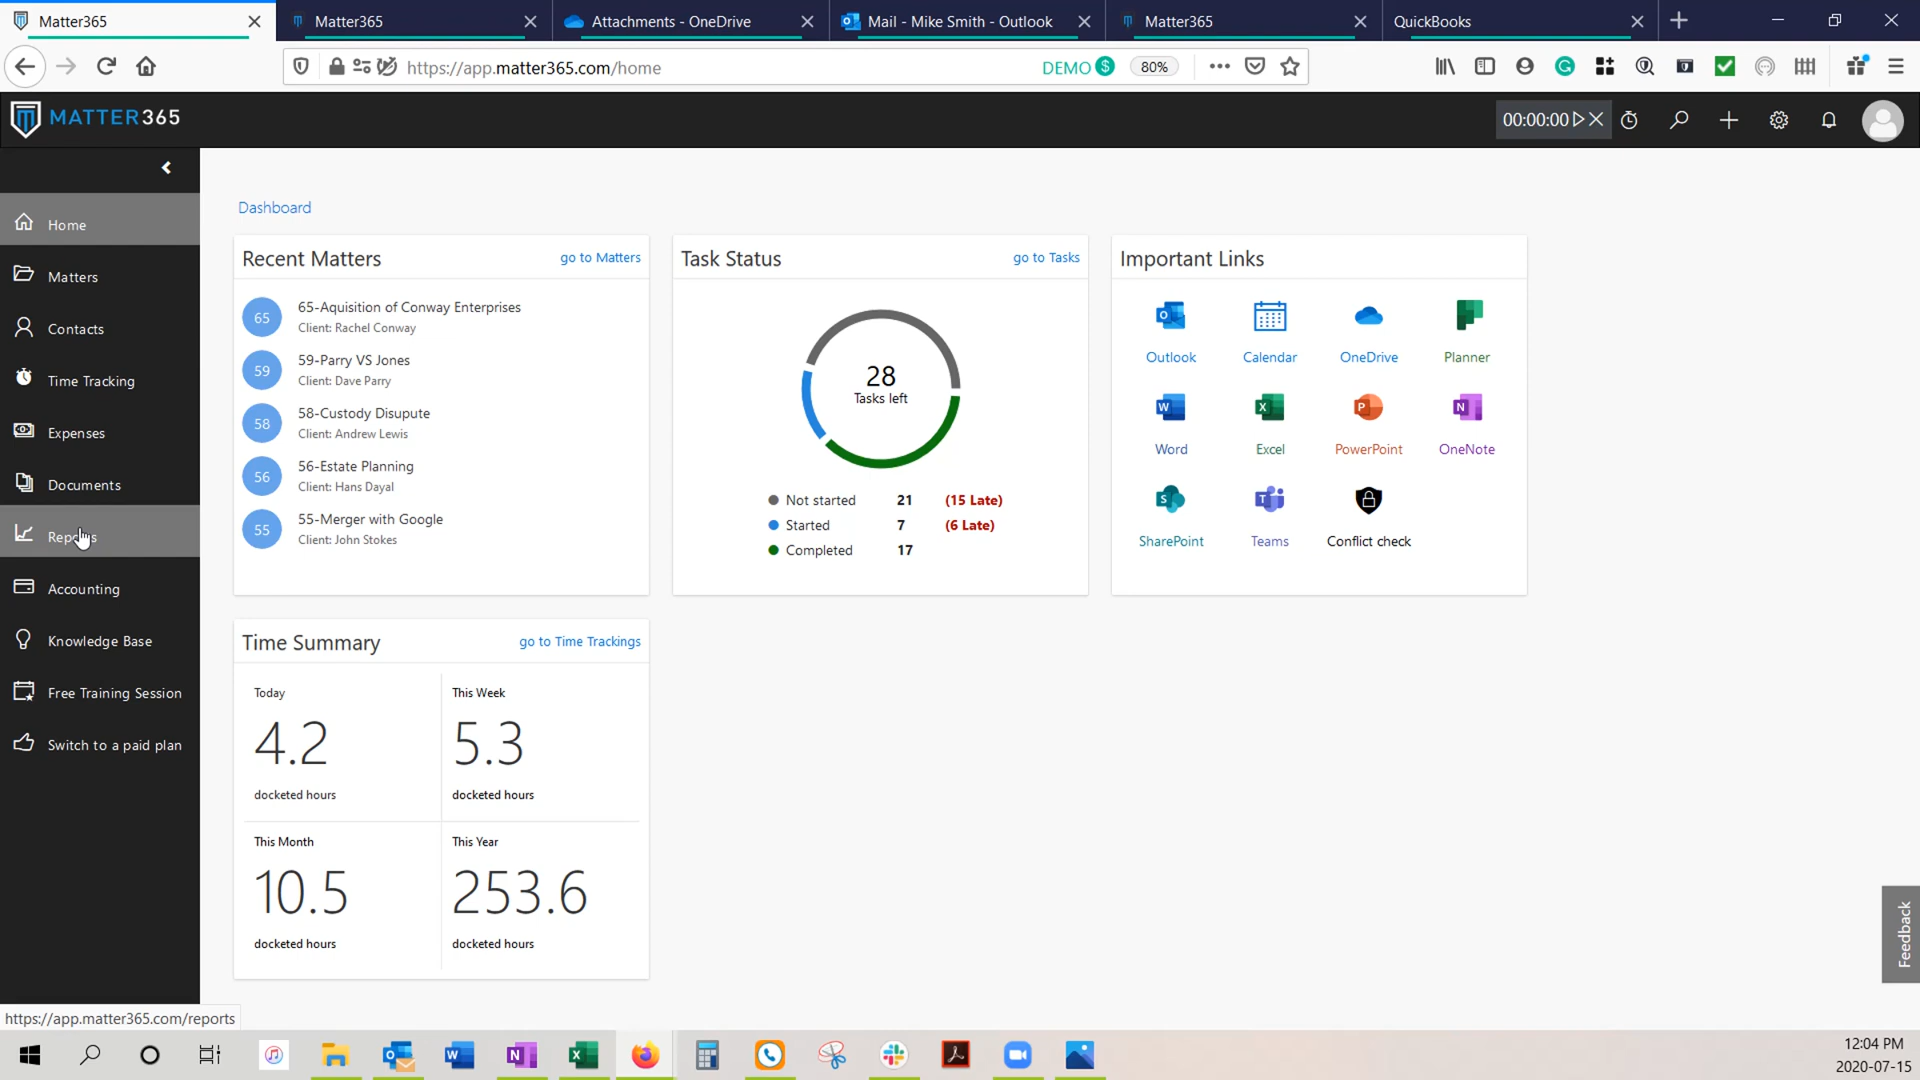 Matter365
Matter365
Attachments - OneDrive
Mail - Mike Smith - Outlook
Matter365
QuickBooks
https://app.matter365.com/home
DEMO
80%
MATTER365
00:00:00
Home
Matters
Contacts
Time Tracking
Expenses
Documents
Reports
Accounting
Knowledge Base
Free Training Session
Switch to a paid plan
Dashboard
Recent Matters
go to Matters
65
65-Aquisition of Conway Enterprises
Client: Rachel Conway
59
59-Parry VS Jones
Client: Dave Parry
58
58-Custody Disupute
Client: Andrew Lewis
56
56-Estate Planning
Client: Hans Dayal
55
55-Merger with Google
Client: John Stokes
Task Status
go to Tasks
28
Tasks left
Not started 21 (15 Late)
Started 7 (6 Late)
Completed 17
Important Links
Outlook
Calendar
OneDrive
Planner
Word
Excel
PowerPoint
OneNote
SharePoint
Teams
Conflict check
Time Summary
go to Time Trackings
Today
4.2
docketed hours
This Week
5.3
docketed hours
This Month
10.5
docketed hours
This Year
253.6
docketed hours
Feedback
https://app.matter365.com/reports
12:04 PM
2020-07-15